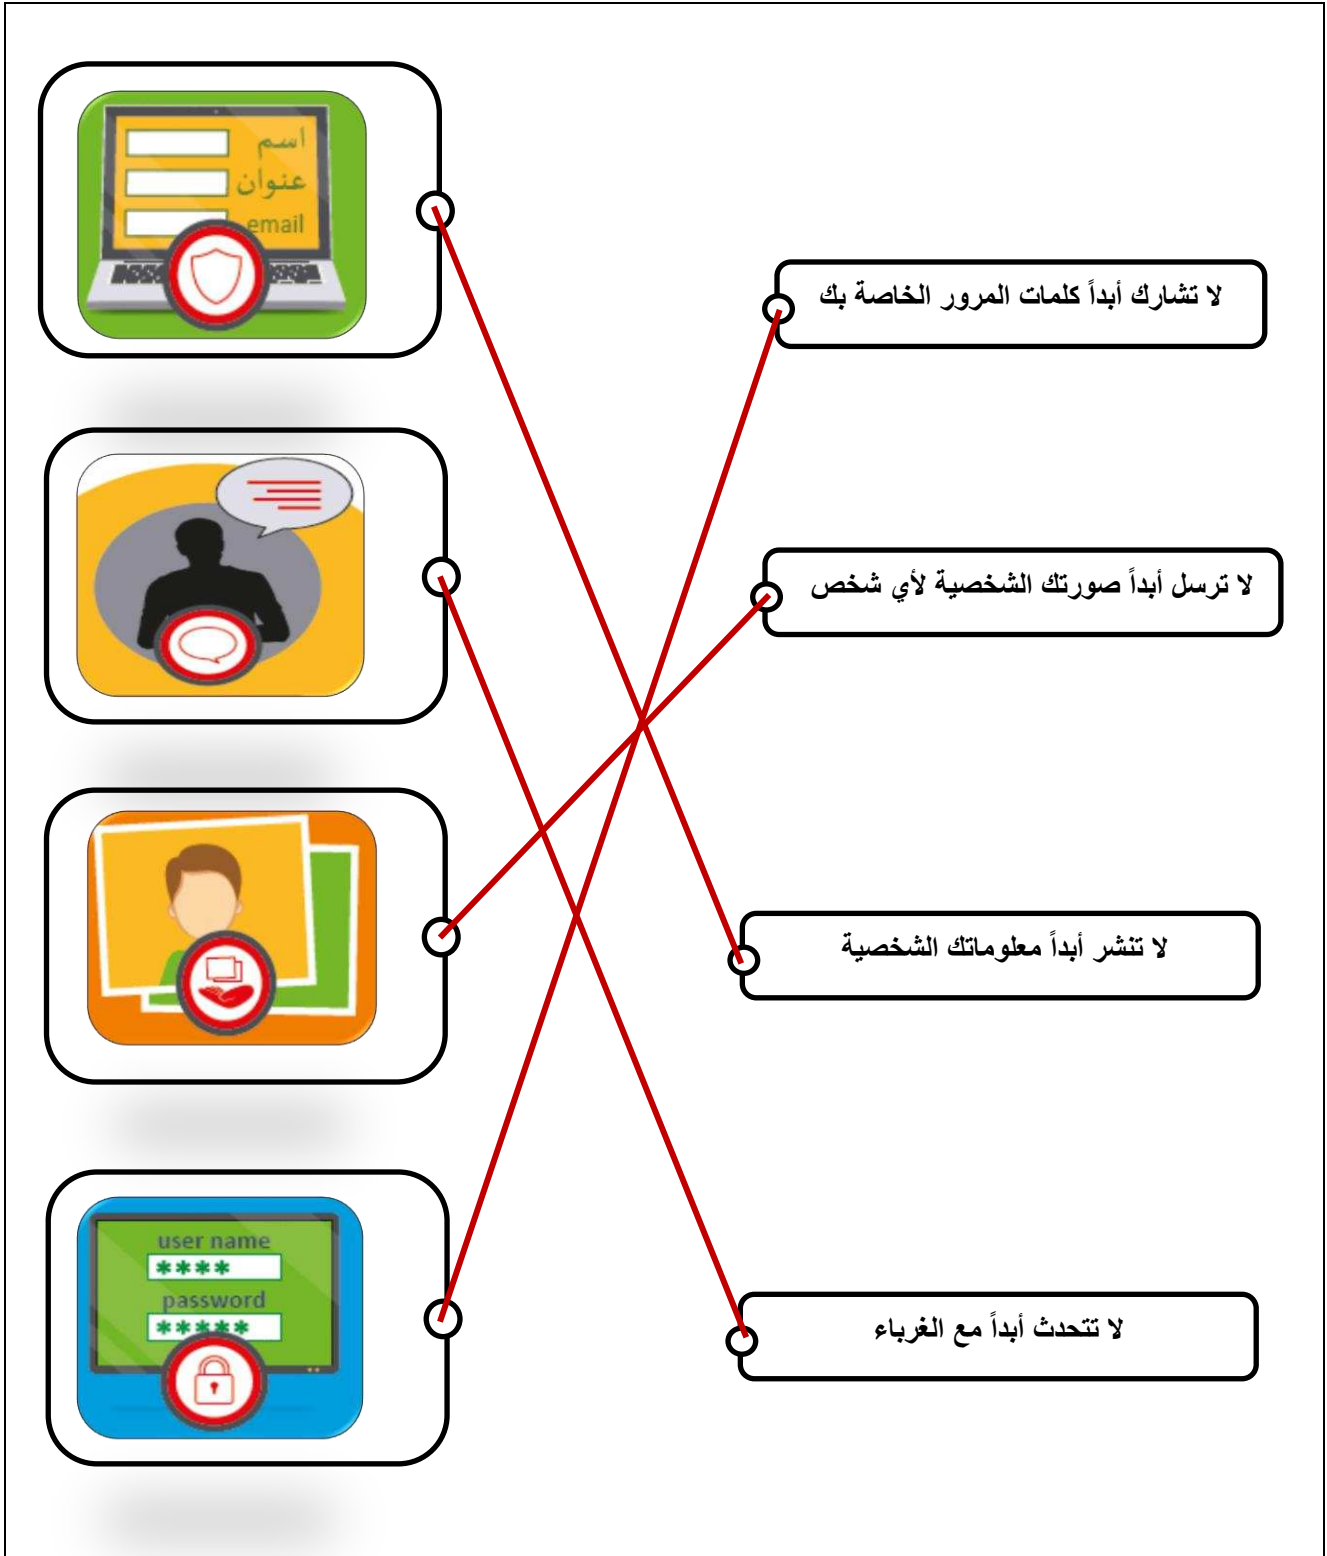 اسم
عنوان
email
لا تشارك أبداً كلمات المرور الخاصة بك
لا ترسل أبداً صورتك الشخصية لأي شخص
لا تنشر أبداً معلوماتك الشخصية
user name
****
password
*****
لا تتحدث أبداً مع الغرباء